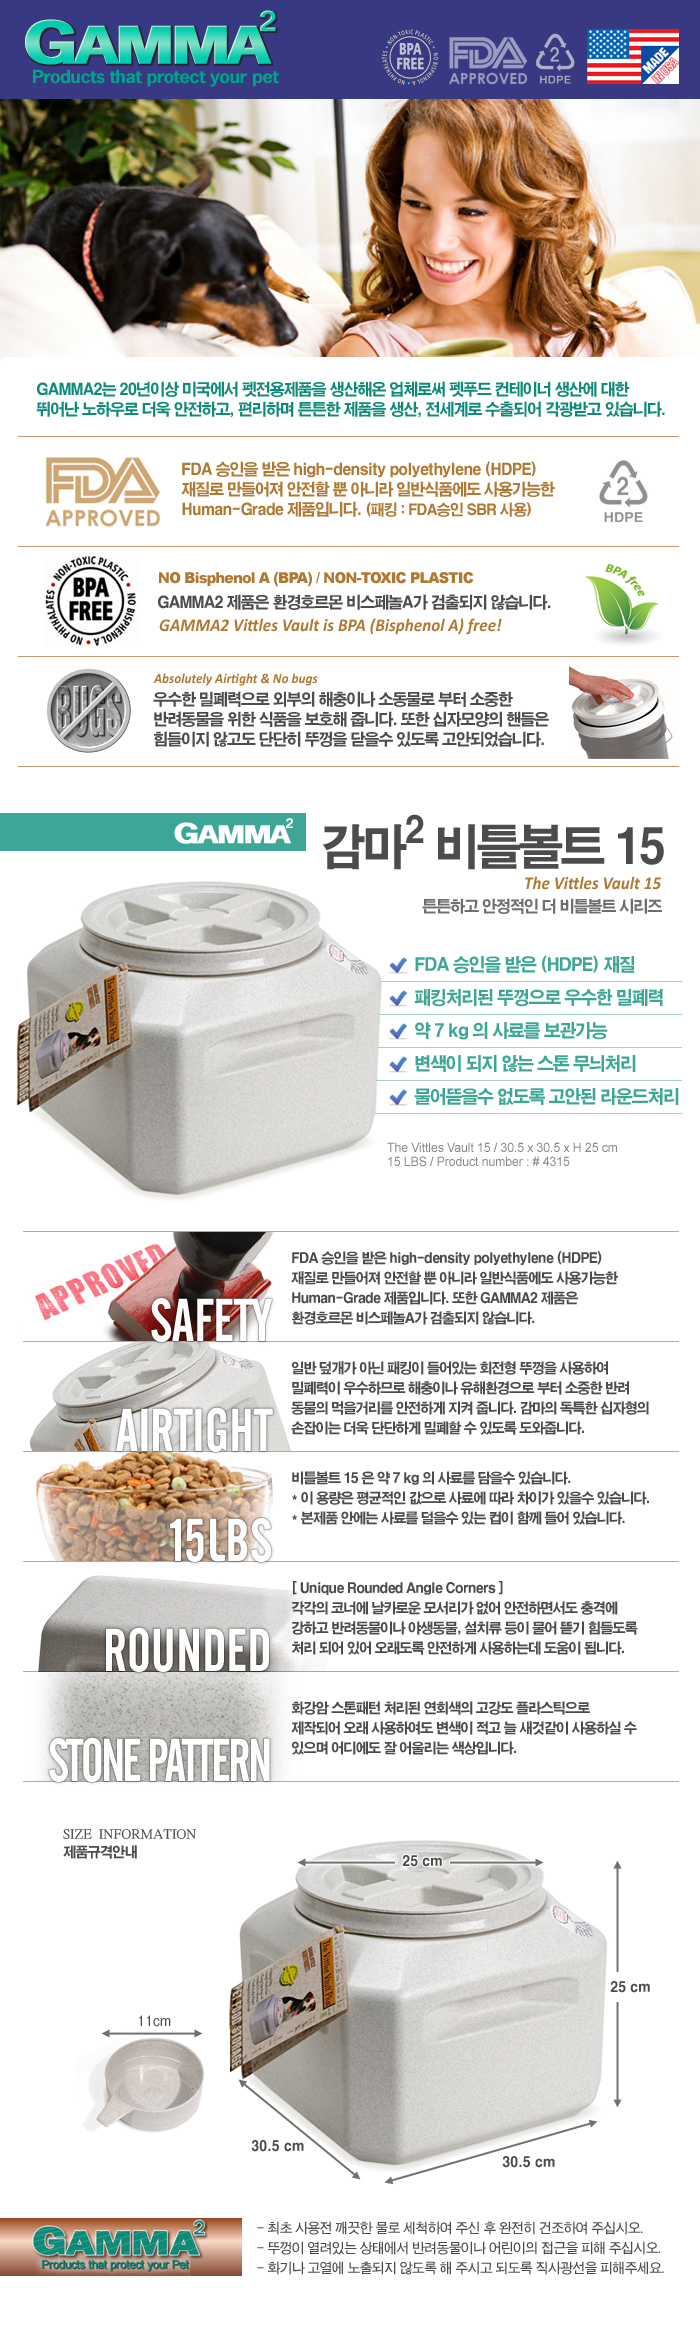 GAMMA2
Products that protect your pet
NON-TOXIC PLASTIC • NO BISPHENOL A • NO PHTHALATES
BPA FREE
FDA
APPROVED
2
HDPE
MADE
IN USA
GAMMA2는 20년이상 미국에서 펫전용제품을 생산해온 업체로써 펫푸드 컨테이너 생산에 대한
뛰어난 노하우로 더욱 안전하고, 편리하며 튼튼한 제품을 생산, 전세계로 수출되어 각광받고 있습니다.
FDA
APPROVED
FDA 승인을 받은 high-density polyethylene (HDPE)
재질로 만들어져 안전할 뿐 아니라 일반식품에도 사용가능한
Human-Grade 제품입니다. (패킹 : FDA승인 SBR 사용)
2
HDPE
NON-TOXIC PLASTIC • NO BISPHENOL A • NO PHTHALATES
BPA
FREE
NO Bisphenol A (BPA) / NON-TOXIC PLASTIC
GAMMA2 제품은 환경호르몬 비스페놀A가 검출되지 않습니다.
GAMMA2 Vittles Vault is BPA (Bisphenol A) free!
BPA free
BUGS
Absolutely Airtight & No bugs
우수한 밀폐력으로 외부의 해충이나 소동물로 부터 소중한
반려동물을 위한 식품을 보호해 줍니다. 또한 십자모양의 핸들은
힘들이지 않고도 단단히 뚜껑을 닫을수 있도록 고안되었습니다.
GAMMA2
감마2 비틀볼트 15
The Vittles Vault 15
튼튼하고 안정적인 더 비틀볼트 시리즈
FDA 승인을 받은 (HDPE) 재질
패킹처리된 뚜껑으로 우수한 밀폐력
약 7 kg 의 사료를 보관가능
변색이 되지 않는 스톤 무늬처리
물어뜯을수 없도록 고안된 라운드처리
The Vittles Vault 15 / 30.5 x 30.5 x H 25 cm
15 LBS / Product number : # 4315
APPROVED
SAFETY
FDA 승인을 받은 high-density polyethylene (HDPE)
재질로 만들어져 안전할 뿐 아니라 일반식품에도 사용가능한
Human-Grade 제품입니다. 또한 GAMMA2 제품은
환경호르몬 비스페놀A가 검출되지 않습니다.
AIRTIGHT
일반 덮개가 아닌 패킹이 들어있는 회전형 뚜껑을 사용하여
밀폐력이 우수하므로 해충이나 유해환경으로 부터 소중한 반려
동물의 먹을거리를 안전하게 지켜 줍니다. 감마의 독특한 십자형의
손잡이는 더욱 단단하게 밀폐할 수 있도록 도와줍니다.
15LBS
비틀볼트 15 은 약 7 kg 의 사료를 담을수 있습니다.
* 이 용량은 평균적인 값으로 사료에 따라 차이가 있을수 있습니다.
* 본제품 안에는 사료를 덜을수 있는 컵이 함께 들어 있습니다.
ROUNDED
[ Unique Rounded Angle Corners ]
각각의 코너에 날카로운 모서리가 없어 안전하면서도 충격에
강하고 반려동물이나 야생동물, 설치류 등이 물어 뜯기 힘들도록
처리 되어 있어 오래도록 안전하게 사용하는데 도움이 됩니다.
STONE PATTERN
화강암 스톤패턴 처리된 연회색의 고강도 플라스틱으로
제작되어 오래 사용하여도 변색이 적고 늘 새것같이 사용하실 수
있으며 어디에도 잘 어울리는 색상입니다.
SIZE INFORMATION
제품규격안내
25 cm
25 cm
11cm
30.5 cm
30.5 cm
GAMMA2
Products that protect your Pet
- 최초 사용전 깨끗한 물로 세척하여 주신 후 완전히 건조하여 주십시오.
- 뚜껑이 열려있는 상태에서 반려동물이나 어린이의 접근을 피해 주십시오.
- 화기나 고열에 노출되지 않도록 해 주시고 되도록 직사광선을 피해주세요.